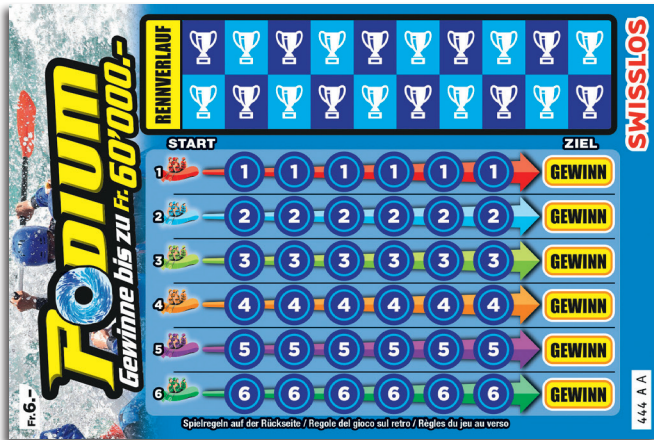 PODIUM
Gewinne bis zu Fr. 60'000.-
Fr. 6.–
RENNVERLAUF
SWISSLOS
START
ZIEL
1 1 1 1 1 1 1 GEWINN
2 2 2 2 2 2 2 GEWINN
3 3 3 3 3 3 3 GEWINN
4 4 4 4 4 4 4 GEWINN
5 5 5 5 5 5 5 GEWINN
6 6 6 6 6 6 6 GEWINN
Spielregeln auf der Rückseite / Regole del gioco sul retro / Règles du jeu au verso
444 A A